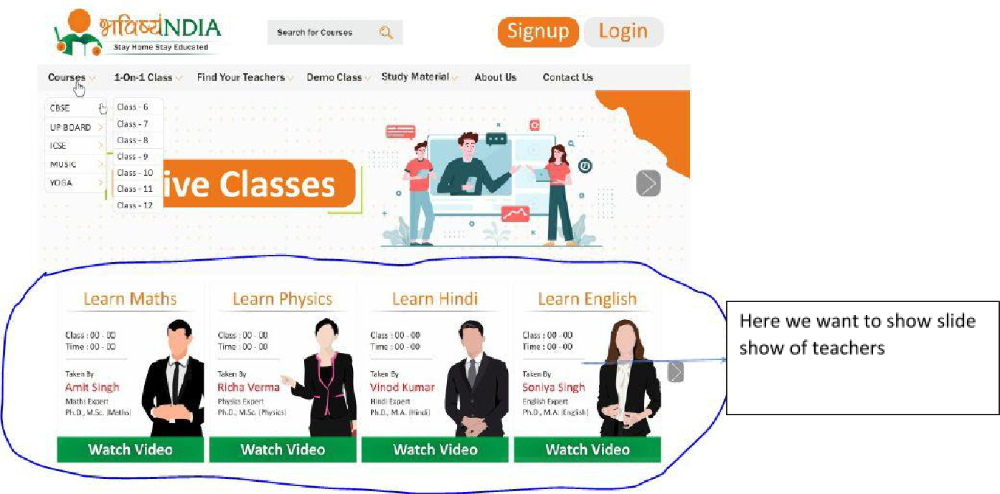 भविष्यंINDIA
Stay Home Stay Educated
Search for Courses
Signup
Login
Courses
1-On-1 Class
Find Your Teachers
Demo Class
Study Material
About Us
Contact Us
CBSE
UP BOARD
ICSE
MUSIC
YOGA
Class - 6
Class - 7
Class - 8
Class - 9
Class - 10
Class - 11
Class - 12
ive Classes
Learn Maths
Class : 00 - 00
Time : 00 - 00
Taken By
Amit Singh
Maths Expert
Ph.D., M.Sc. (Maths)
Watch Video
Learn Physics
Class : 00 - 00
Time : 00 - 00
Taken By
Richa Verma
Physics Expert
Ph.D., M.Sc. (Physics)
Watch Video
Learn Hindi
Class : 00 - 00
Time : 00 - 00
Taken By
Vinod Kumar
Hindi Expert
Ph.D., M.A. (Hindi)
Watch Video
Learn English
Class : 00 - 00
Time : 00 - 00
Taken By
Soniya Singh
English Expert
Ph.D., M.A. (English)
Watch Video
Here we want to show slide
show of teachers